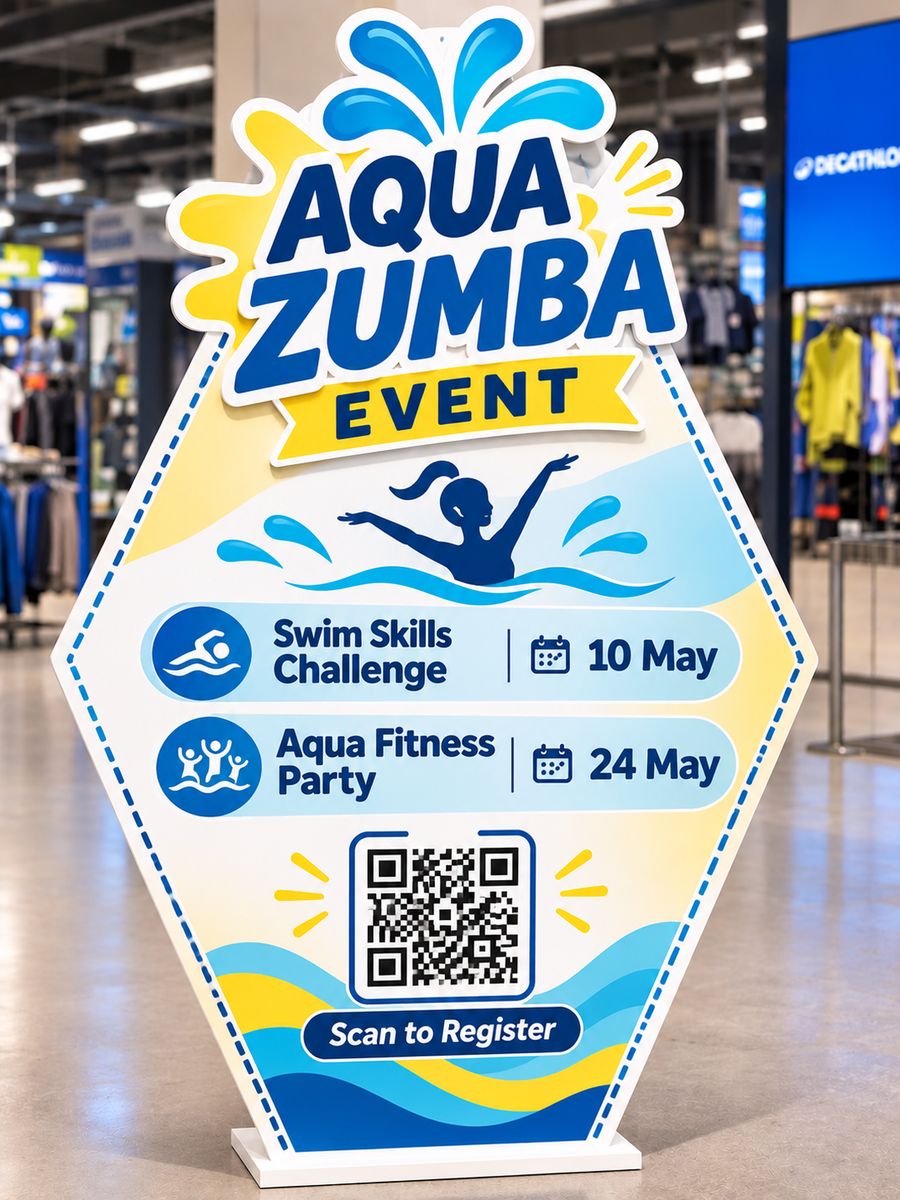 AQUA
ZUMBA
EVENT
Swim Skills
Challenge
10 May
Aqua Fitness
Party
24 May
Scan to Register
DECATHLO